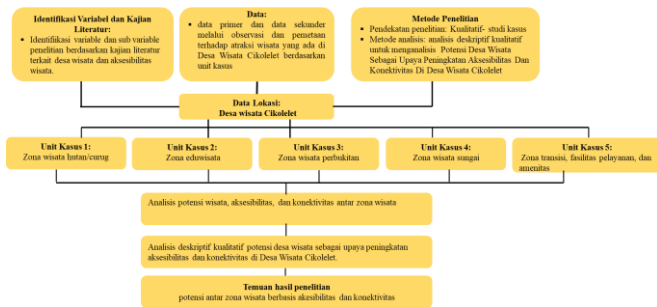 Identifikasi Variabel dan Kajian
Literatur:
• Identifiikasi variable dan sub variable
penelitian berdasarkan kajian literatur
terkait desa wisata dan aksesibilitas
wisata.
Data:
• data primer dan data sekunder
melalui observasi dan pemetaan
terhadap atraksi wisata yang ada di
Desa Wisata Cikolelet berdasarkan
unit kasus
Metode Penelitian
• Pendekatan penelitian: Kualitatif- studi kasus
• Metode analisis: analisis deskriptif kualitatif
untuk menganalisis Potensi Desa Wisata
Sebagai Upaya Peningkatan Aksesibilitas Dan
Konektivitas Di Desa Wisata Cikolelet
Data Lokasi:
Desa wisata Cikolelet
Unit Kasus 1:
Zona wisata hutan/curug
Unit Kasus 2:
Zona eduwisata
Unit Kasus 3:
Zona wisata perbukitan
Unit Kasus 4:
Zona wisata sungai
Unit Kasus 5:
Zona transisi, fasilitas pelayanan, dan
amenitas
Analisis potensi wisata, aksesibilitas, dan konektivitas antar zona wisata
Analisis deskriptif kualitatif potensi desa wisata sebagai upaya peningkatan
aksesibilitas dan konektivitas di Desa Wisata Cikolelet.
Temuan hasil penelitian
potensi antar zona wisata berbasis akesibilitas dan konektivitas